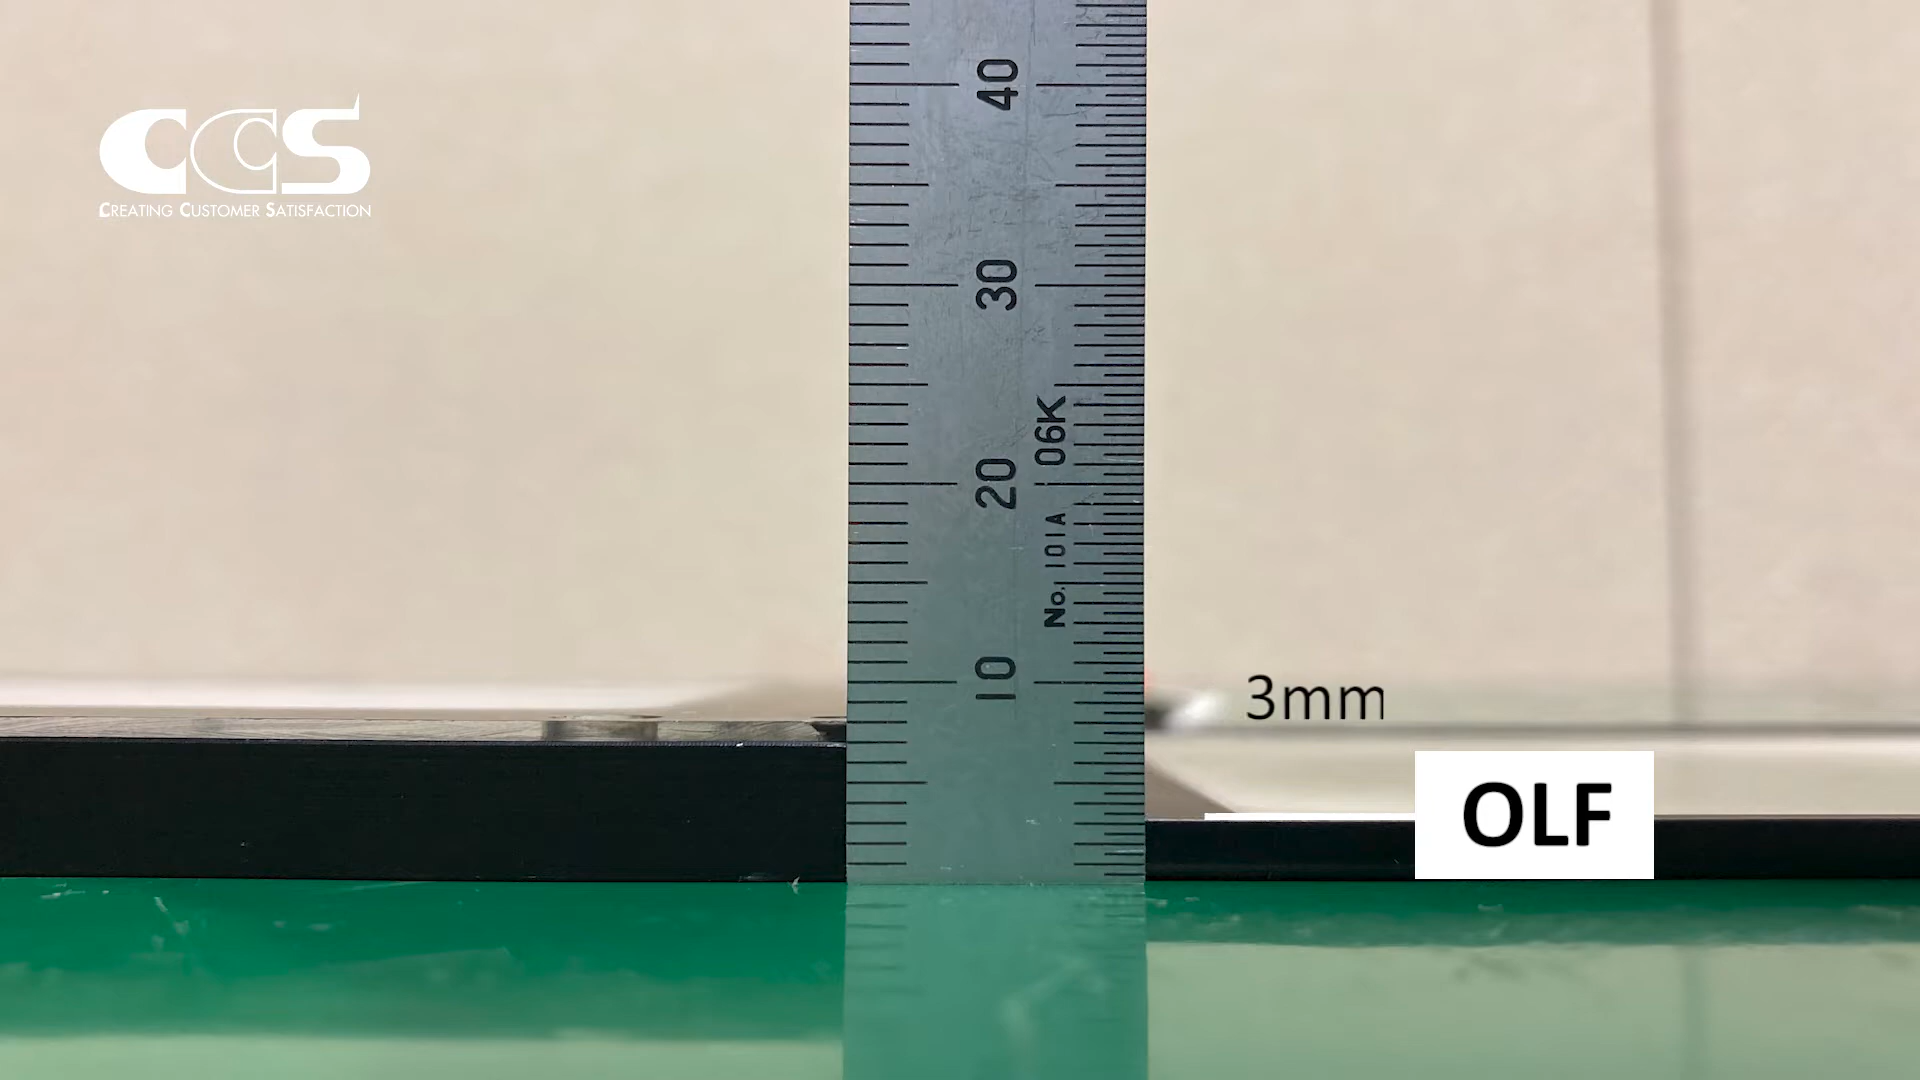 CCS
CREATING CUSTOMER SATISFACTION
40
30
20
10
No. 101A 06K
3mm
OLF